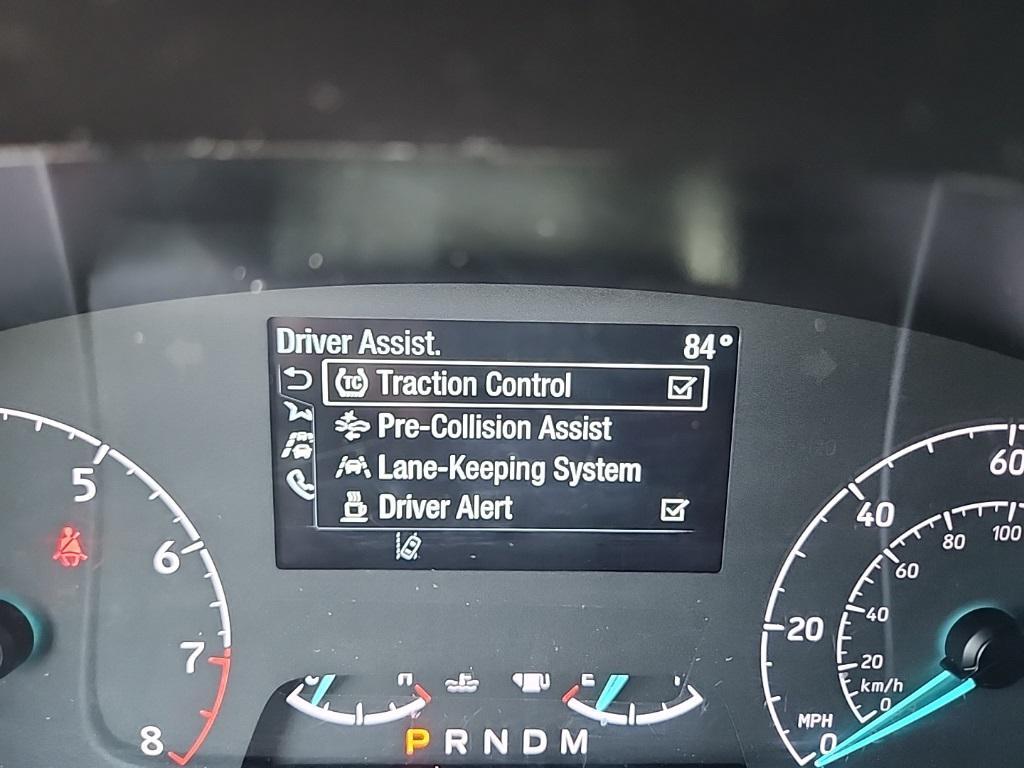 Driver Assist. 84°
TC Traction Control
Pre-Collision Assist
Lane-Keeping System
Driver Alert
5
6
7
8
60
40
20
MPH 0
100
80
60
40
20
km/h
0
P R N D M